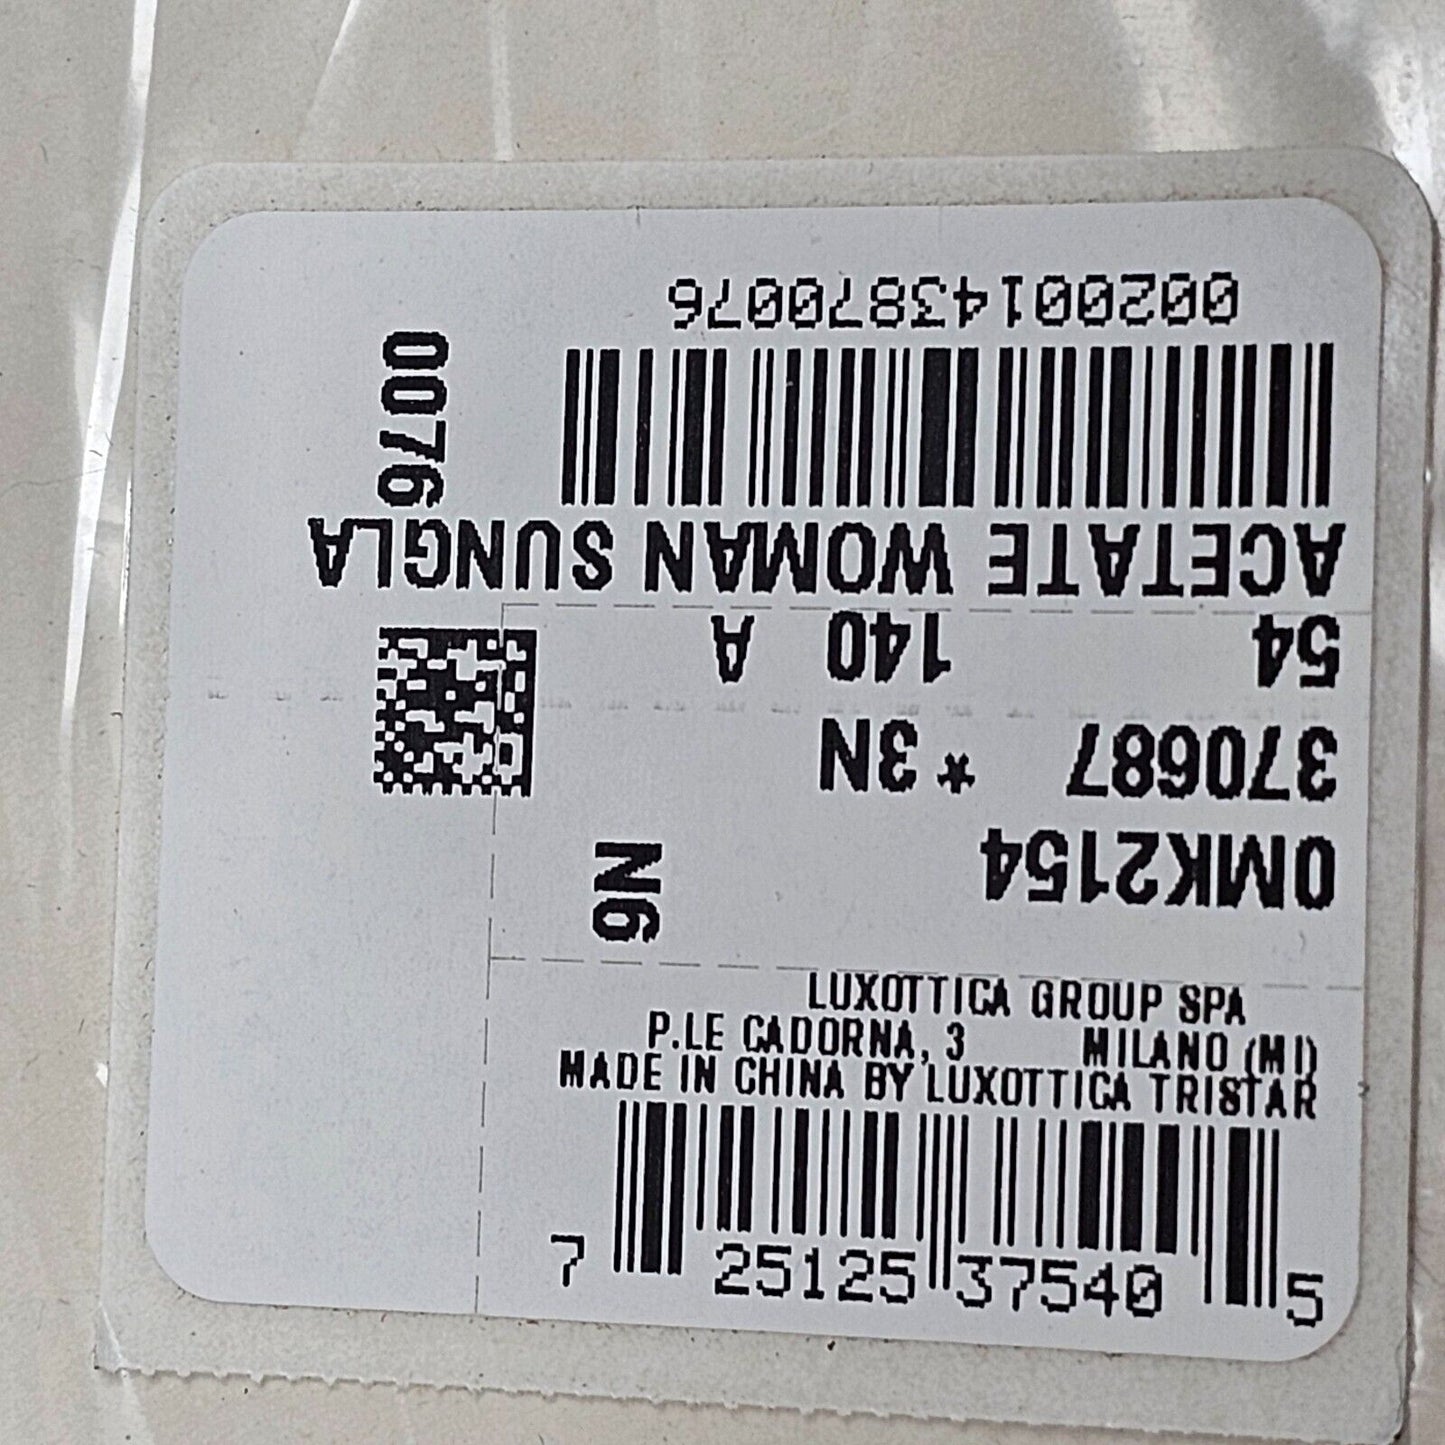 00200143870076
0076
ACETATE WOMAN SUNGLA
54 140 A
370687 * 3N
0MK2154
N6
LUXOTTICA GROUP SPA
P.LE CADORNA, 3 MILANO (MI)
MADE IN CHINA BY LUXOTTICA TRISTAR
7 25125 37540 5